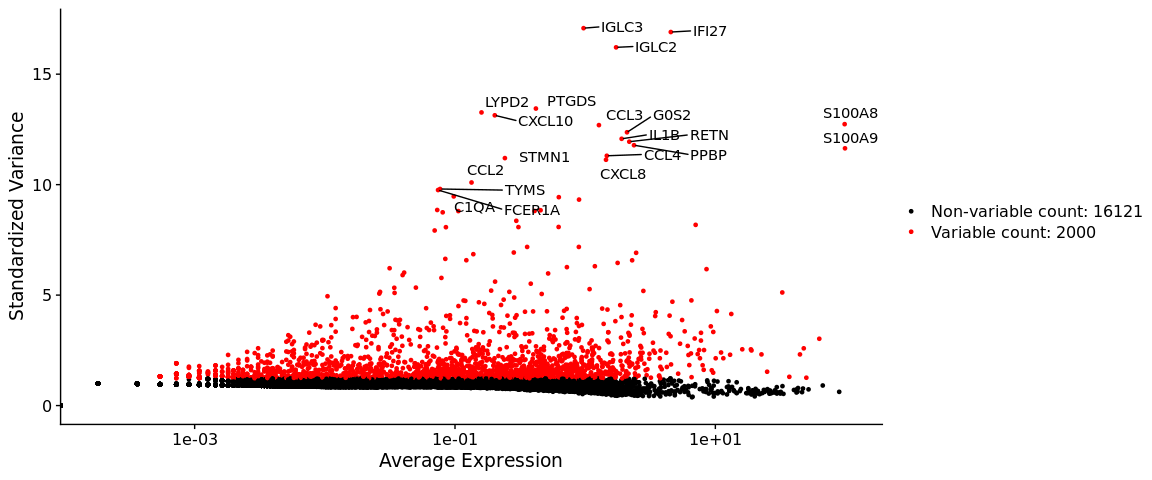 IGLC3
IFI27
IGLC2
15
LYPD2
PTGDS
CCL3
G0S2
S100A8
CXCL10
IL1B
RETN
S100A9
STMN1
CCL4
PPBP
CCL2
CXCL8
10
TYMS
C1QA
FCER1A
5
0
Standardized Variance
1e-03
1e-01
1e+01
Average Expression
Non-variable count: 16121
Variable count: 2000